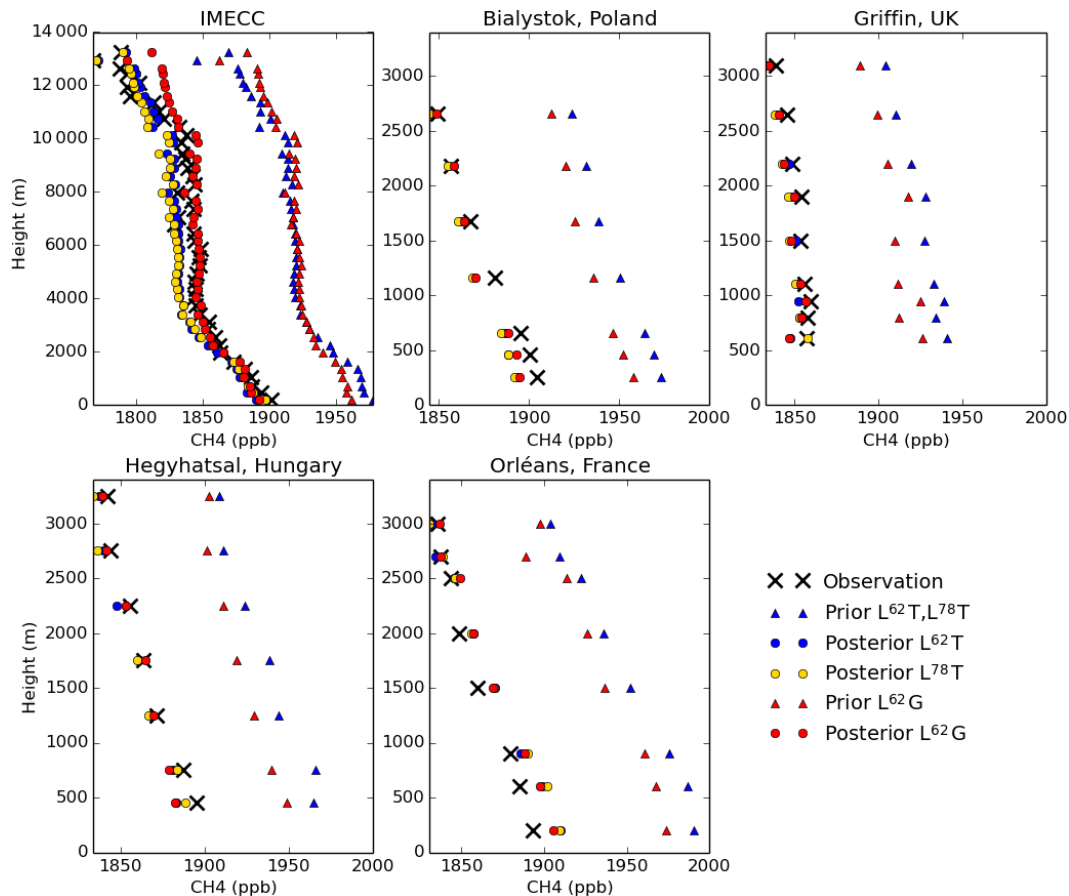 IMECC
Bialystok, Poland
Griffin, UK
14 000
12 000
10 000
8000
6000
4000
2000
0
Height (m)
1800 1850 1900 1950
CH4 (ppb)
3000
2500
2000
1500
1000
500
0
1850 1900 1950 2000
CH4 (ppb)
3000
2500
2000
1500
1000
500
0
1850 1900 1950 2000
CH4 (ppb)
Hegyhatsal, Hungary
Orléans, France
3000
2500
2000
1500
1000
500
0
Height (m)
1850 1900 1950 2000
CH4 (ppb)
3000
2500
2000
1500
1000
500
0
1850 1900 1950 2000
CH4 (ppb)
Observation
Prior L⁶²T,L⁷⁸T
Posterior L⁶²T
Posterior L⁷⁸T
Prior L⁶²G
Posterior L⁶²G